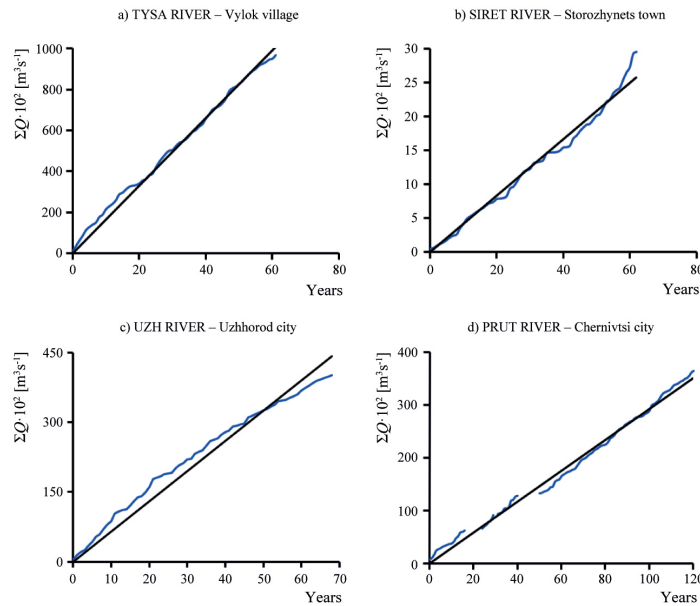 a) TYSA RIVER – Vylok village
ΣQ·10² [m³s⁻¹]
1000
800
600
400
200
0
0 20 40 60 80
Years
b) SIRET RIVER – Storozhynets town
ΣQ·10² [m³s⁻¹]
30
25
20
15
10
5
0
0 20 40 60 80
Years
c) UZH RIVER – Uzhhorod city
ΣQ·10² [m³s⁻¹]
450
300
150
0
0 10 20 30 40 50 60 70
Years
d) PRUT RIVER – Chernivtsi city
ΣQ·10² [m³s⁻¹]
400
300
200
100
0
0 20 40 60 80 100 120
Years